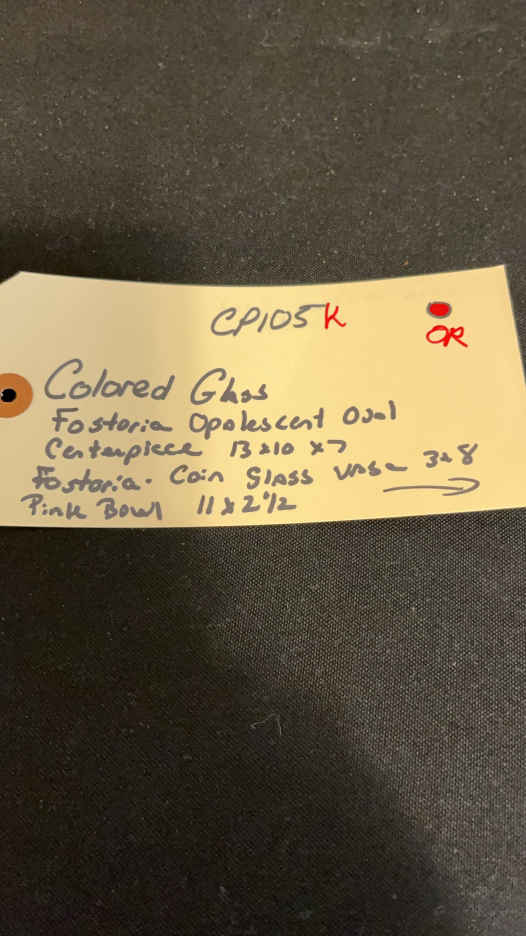 CP105K
OR
Colored Glass
Fostoria Opalescent Oval
Centerpiece 13x10x7
Fostoria. Coin Glass Vase 3x8
Pink Bowl 11x2 1/2